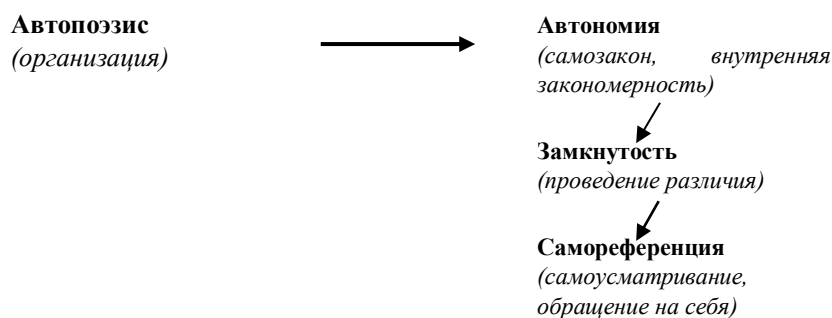 Автопоэзис
(организация)
Автономия
(самозакон, внутренняя
закономерность)
Замкнутость
(проведение различия)
Самореференция
(самоусматривание,
обращение на себя)